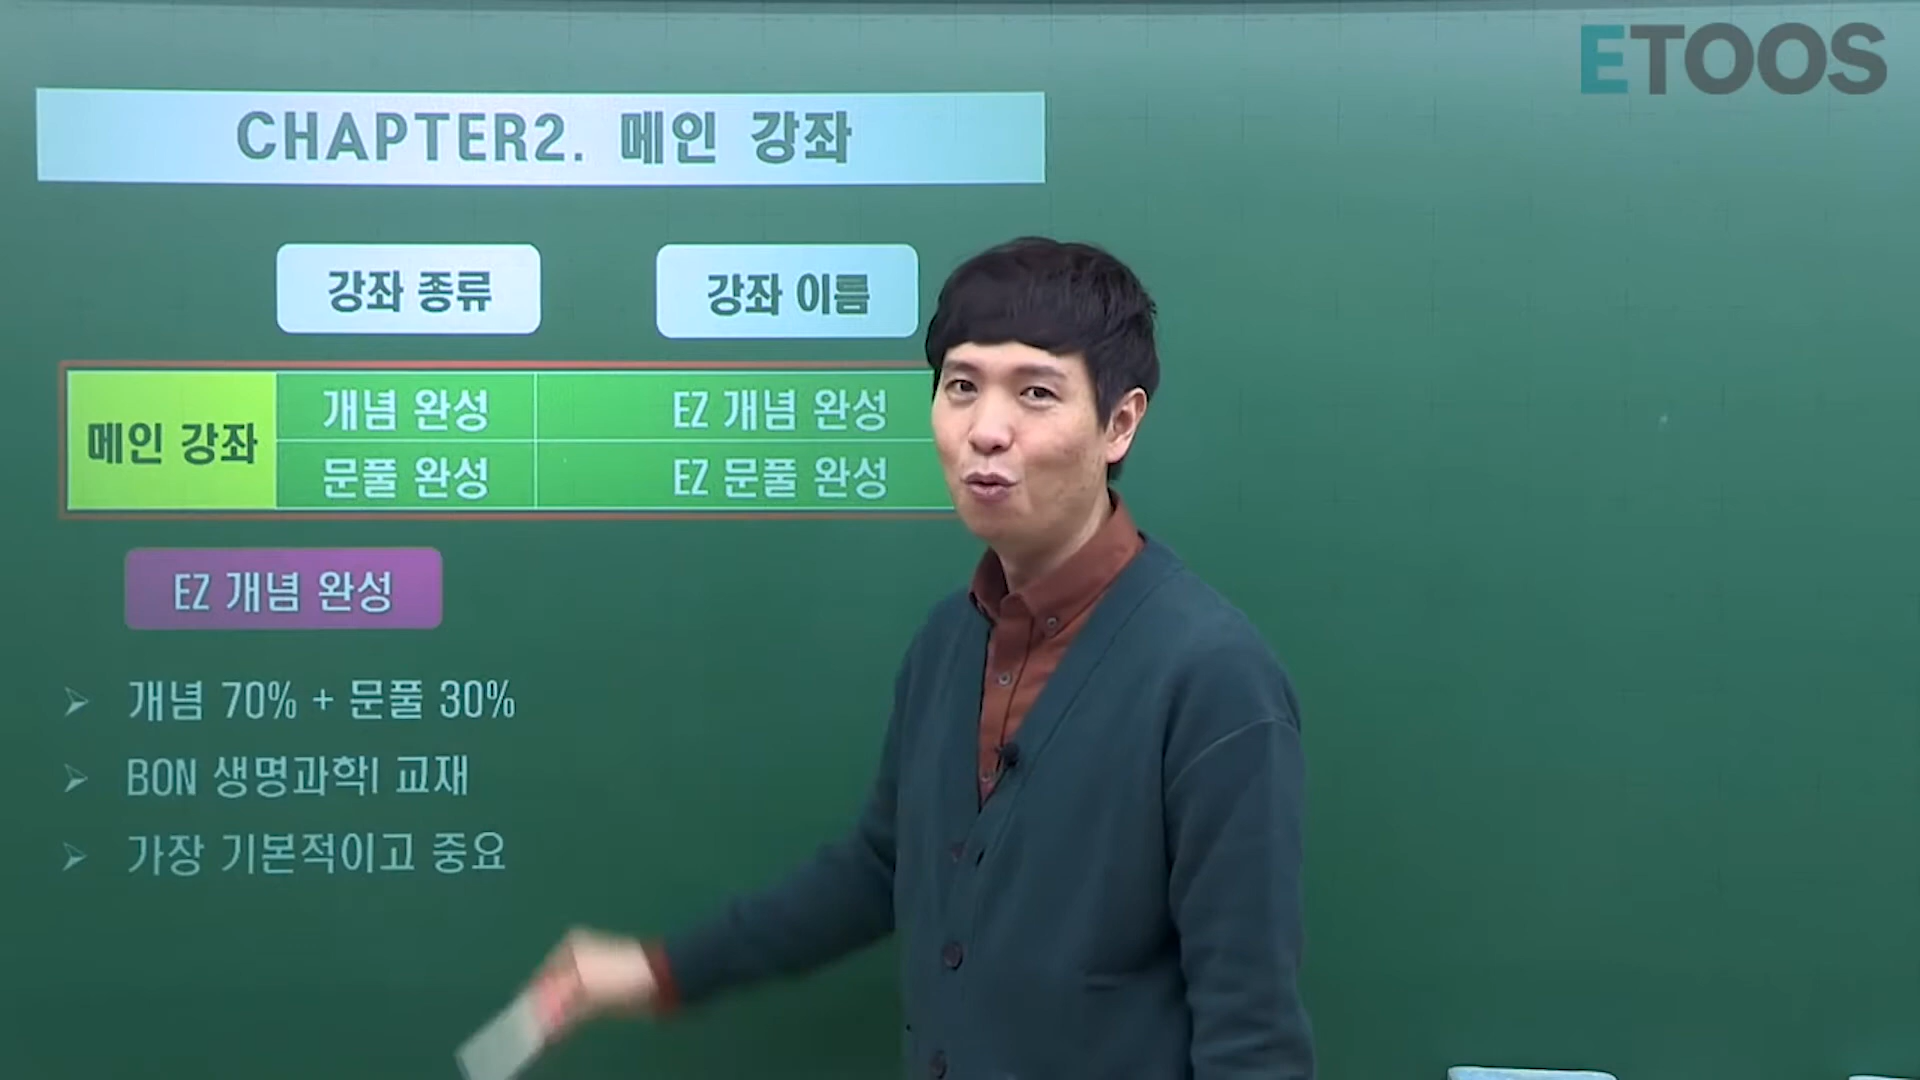 ETOOS
CHAPTER2. 메인 강좌
강좌 종류
강좌 이름
메인 강좌
개념 완성
EZ 개념 완성
문풀 완성
EZ 문풀 완성
EZ 개념 완성
개념 70% + 문풀 30%
BON 생명과학I 교재
가장 기본적이고 중요